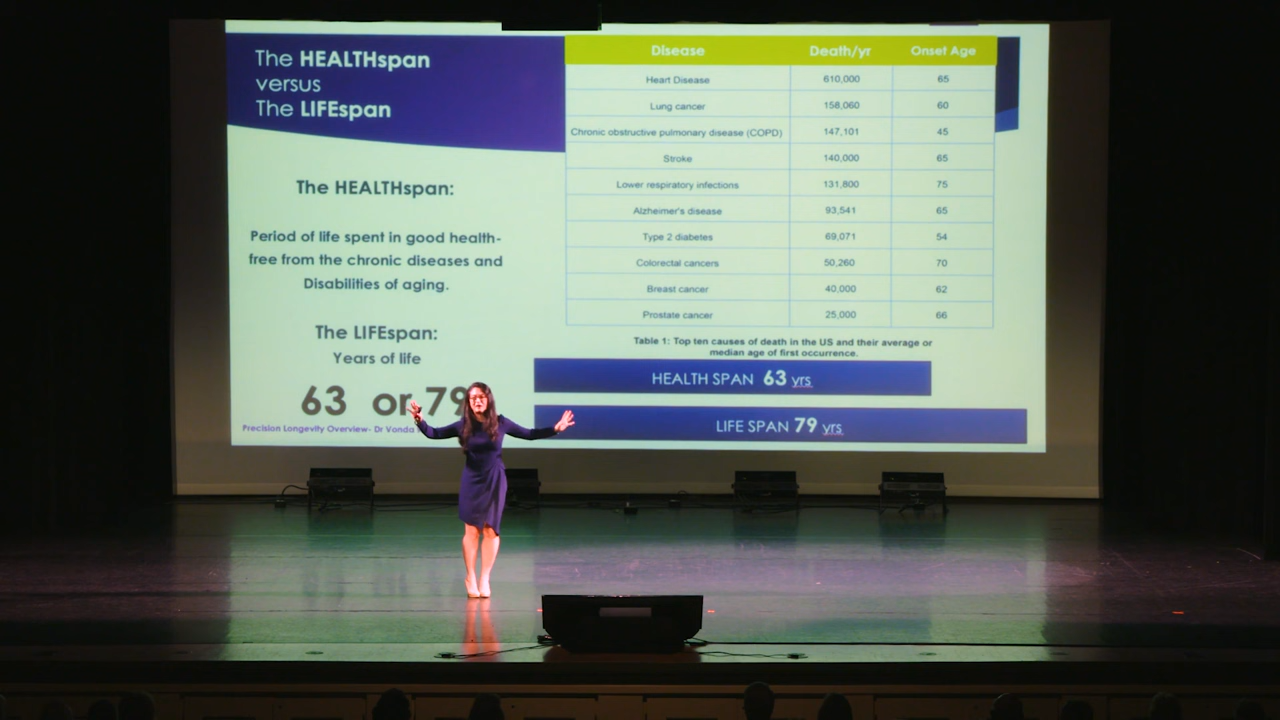 The HEALTHspan
versus
The LIFEspan
The HEALTHspan:
Period of life spent in good health-
free from the chronic diseases and
Disabilities of aging.
The LIFEspan:
Years of life
63 or 79
Precision Longevity Overview- Dr Vonda
Disease Death/yr Onset Age
Heart Disease 610,000 65
Lung cancer 158,060 60
Chronic obstructive pulmonary disease (COPD) 147,101 45
Stroke 140,000 65
Lower respiratory infections 131,800 75
Alzheimer's disease 93,541 65
Type 2 diabetes 69,071 54
Colorectal cancers 50,260 70
Breast cancer 40,000 62
Prostate cancer 25,000 66
Table 1: Top ten causes of death in the US and their average or
median age of first occurrence.
HEALTH SPAN 63 yrs
LIFE SPAN 79 yrs